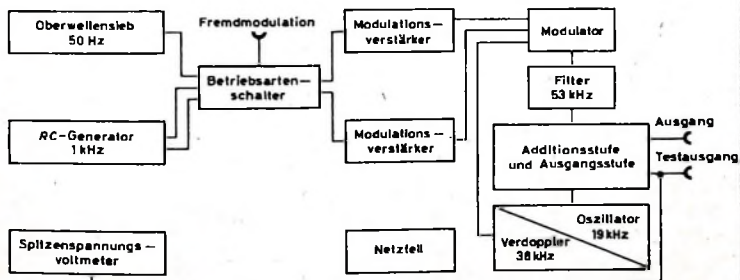 Oberwellensieb
50 Hz
Fremdmodulation
Modulations–
verstärker
Modulator
Betriebsarten–
schalter
Filter
53 kHz
RC-Generator
1 kHz
Modulations–
verstärker
Additionsstufe
und Ausgangsstufe
Ausgang
Testausgang
Spitzenspannungs–
voltmeter
Netzteil
Oszillator
19 kHz
Verdoppler
38 kHz